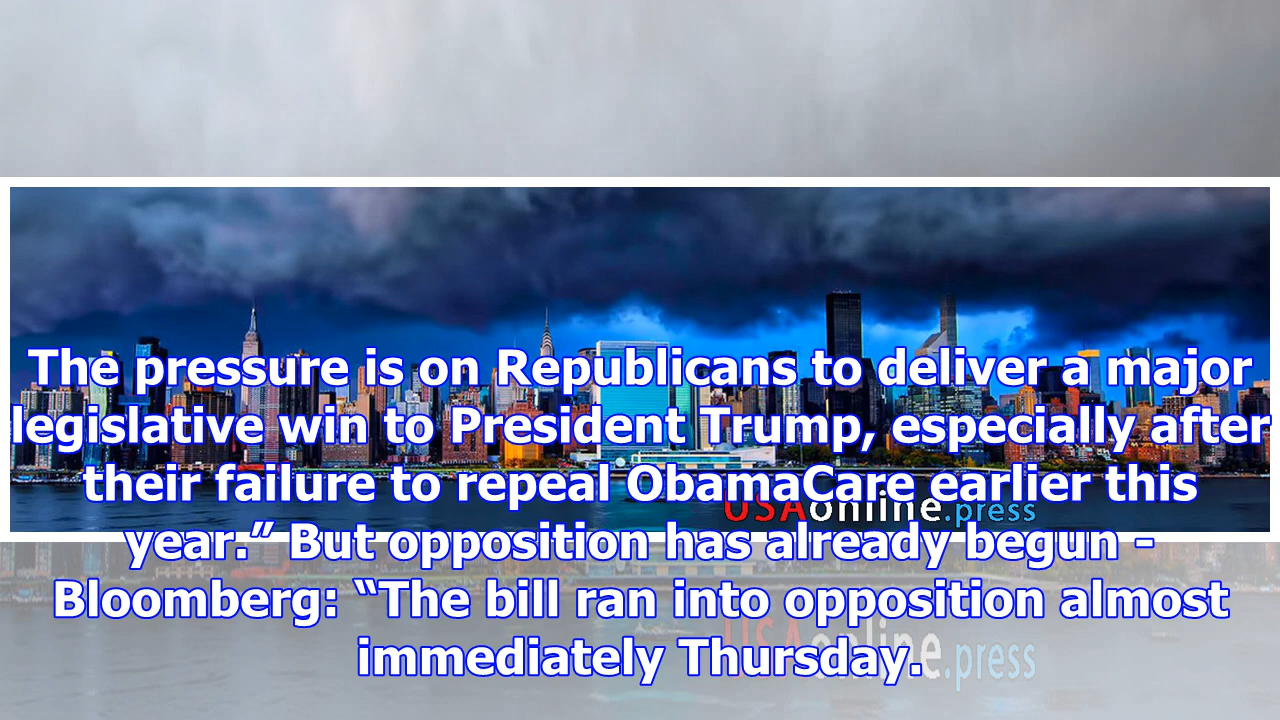 The pressure is on Republicans to deliver a major
legislative win to President Trump, especially after
their failure to repeal ObamaCare earlier this
USAonline.press
year.” But opposition has already begun -
Bloomberg: “The bill ran into opposition almost
USAonline.press
immediately Thursday.